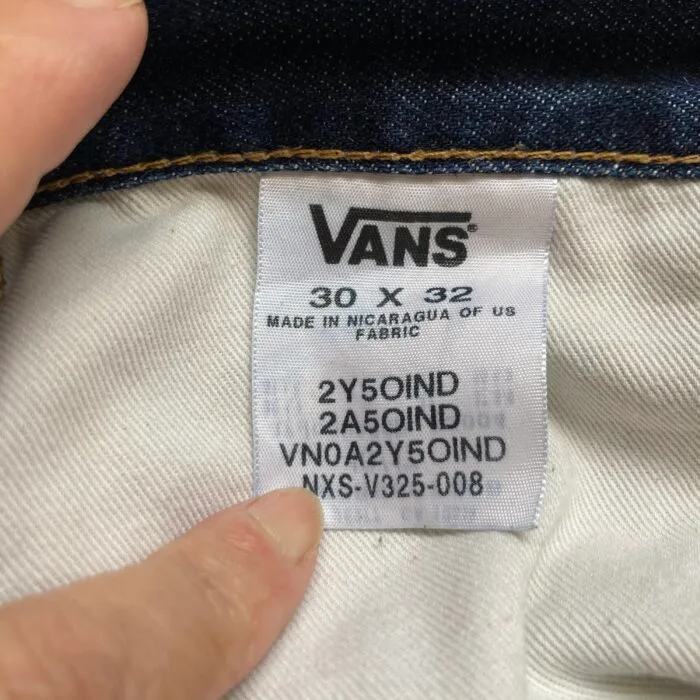 VANS®
30 X 32
MADE IN NICARAGUA OF US
FABRIC
2Y5OIND
2A5OIND
VN0A2Y5OIND
NXS-V325-008